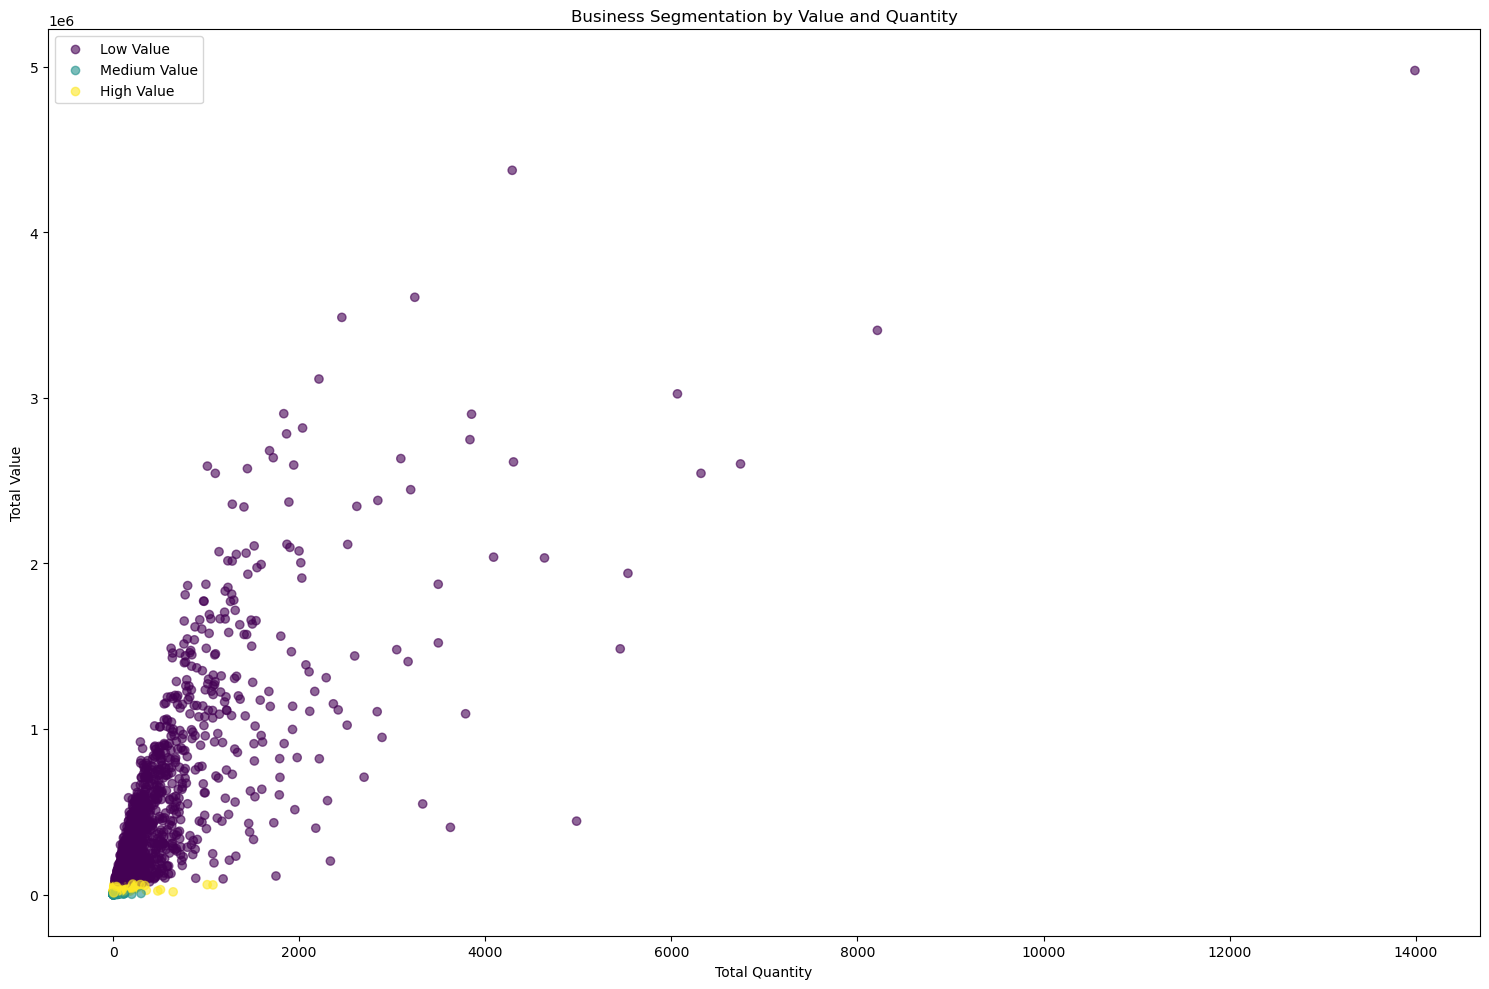 Business Segmentation by Value and Quantity
1e6
Low Value
Medium Value
High Value
5
4
3
2
1
0
Total Value
0 2000 4000 6000 8000 10000 12000 14000
Total Quantity